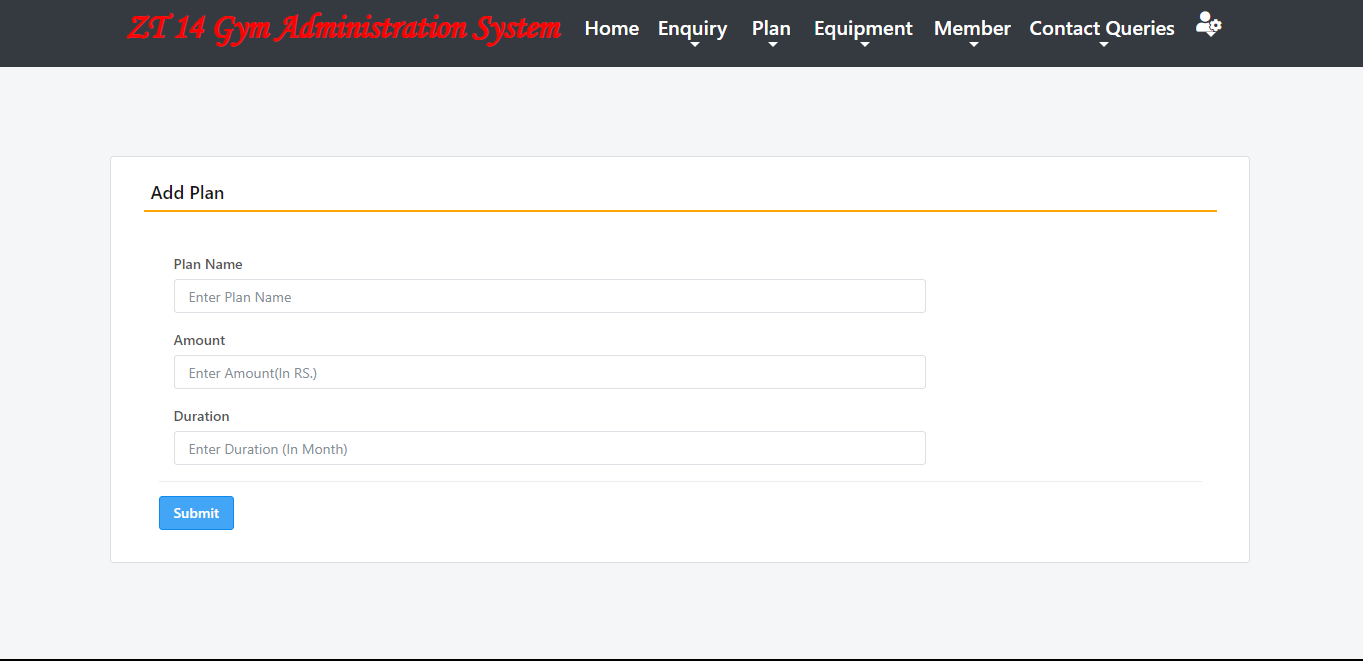 ZT 14 Gym Administration System Home Enquiry Plan Equipment Member Contact Queries
Add Plan
Plan Name
Enter Plan Name
Amount
Enter Amount(In RS.)
Duration
Enter Duration (In Month)
Submit